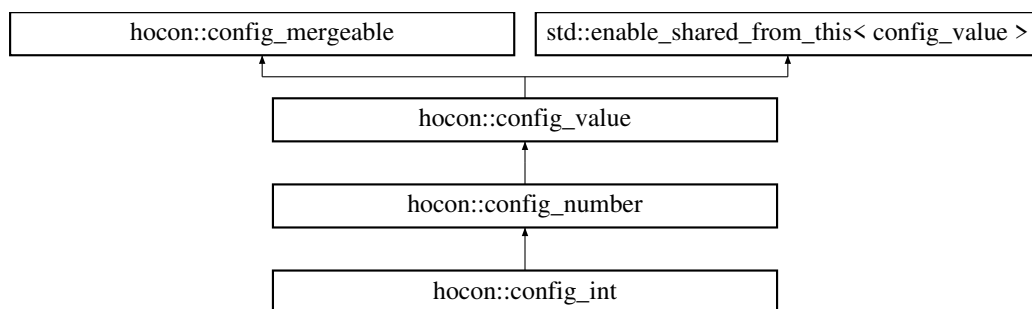 hocon::config_mergeable
std::enable_shared_from_this< config_value >
hocon::config_value
hocon::config_number
hocon::config_int